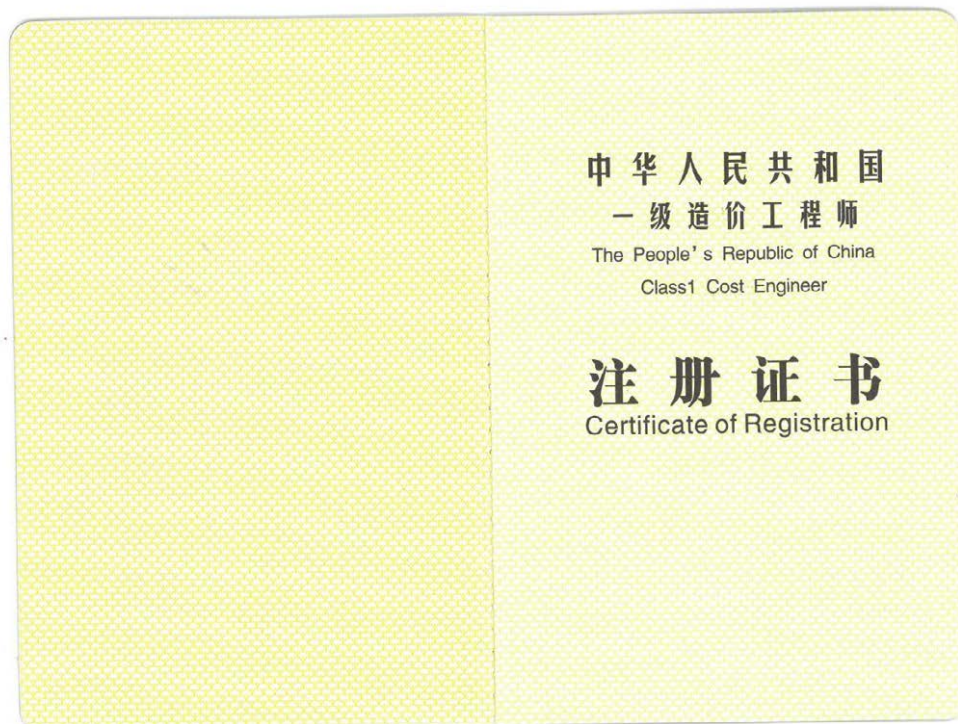 中华人民共和国
一级造价工程师
The People's Republic of China
Class1 Cost Engineer
注册证书
Certificate of Registration